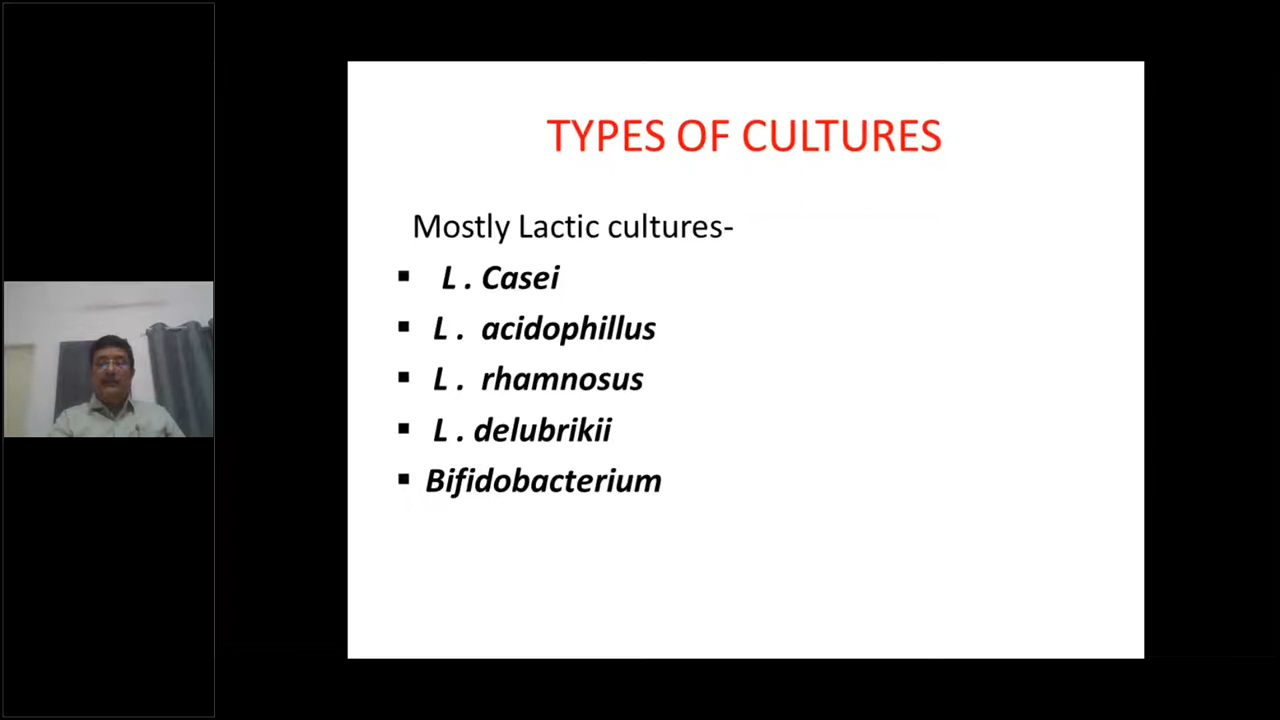 TYPES OF CULTURES
Mostly Lactic cultures-
▪ L . Casei
▪ L . acidophillus
▪ L . rhamnosus
▪ L . delubrikii
▪ Bifidobacterium